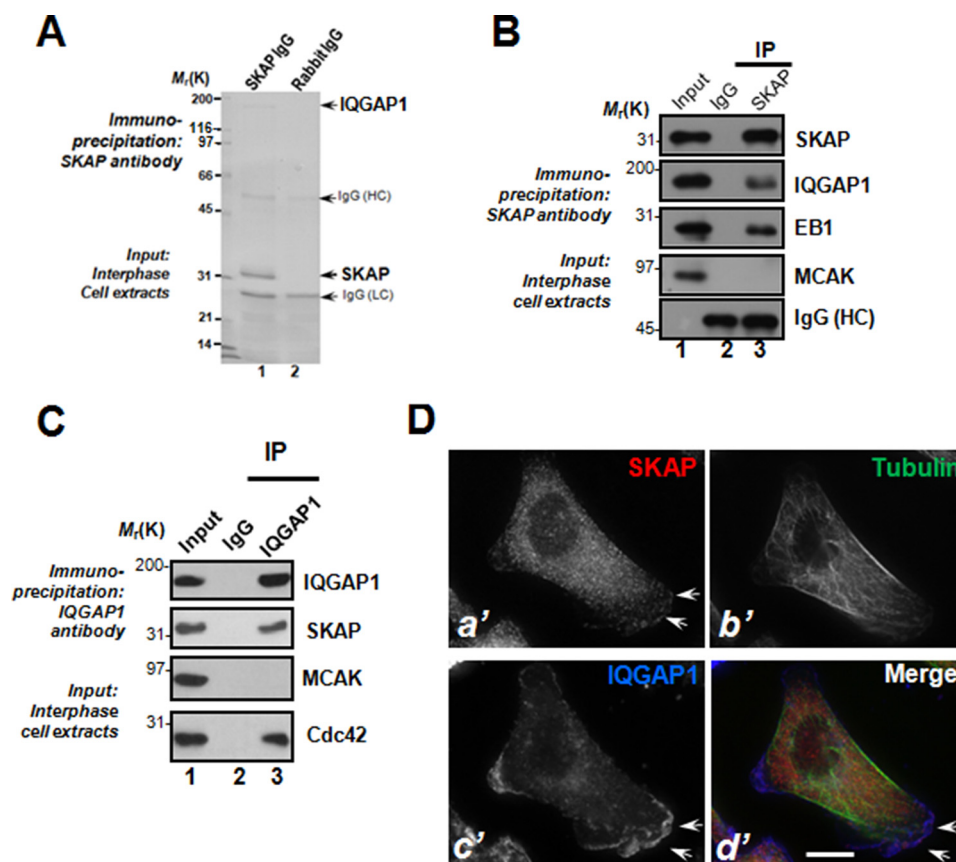 A
SKAP IgG
Rabbit IgG
Mr(K)
200
116
97
66
45
31
21
14
Immuno-
precipitation:
SKAP antibody
Input:
Interphase
Cell extracts
IQGAP1
IgG (HC)
SKAP
IgG (LC)
1 2
B
IP
Input IgG SKAP
Mr(K)
31
200
31
97
45
Immuno-
precipitation:
SKAP antibody
Input:
Interphase
cell extracts
SKAP
IQGAP1
EB1
MCAK
IgG (HC)
1 2 3
C
IP
Input IgG IQGAP1
Mr(K)
200
31
97
31
Immuno-
precipitation:
IQGAP1
antibody
Input:
Interphase
cell extracts
IQGAP1
SKAP
MCAK
Cdc42
1 2 3
D
SKAP
a'
Tubulin
b'
IQGAP1
c'
Merge
d'